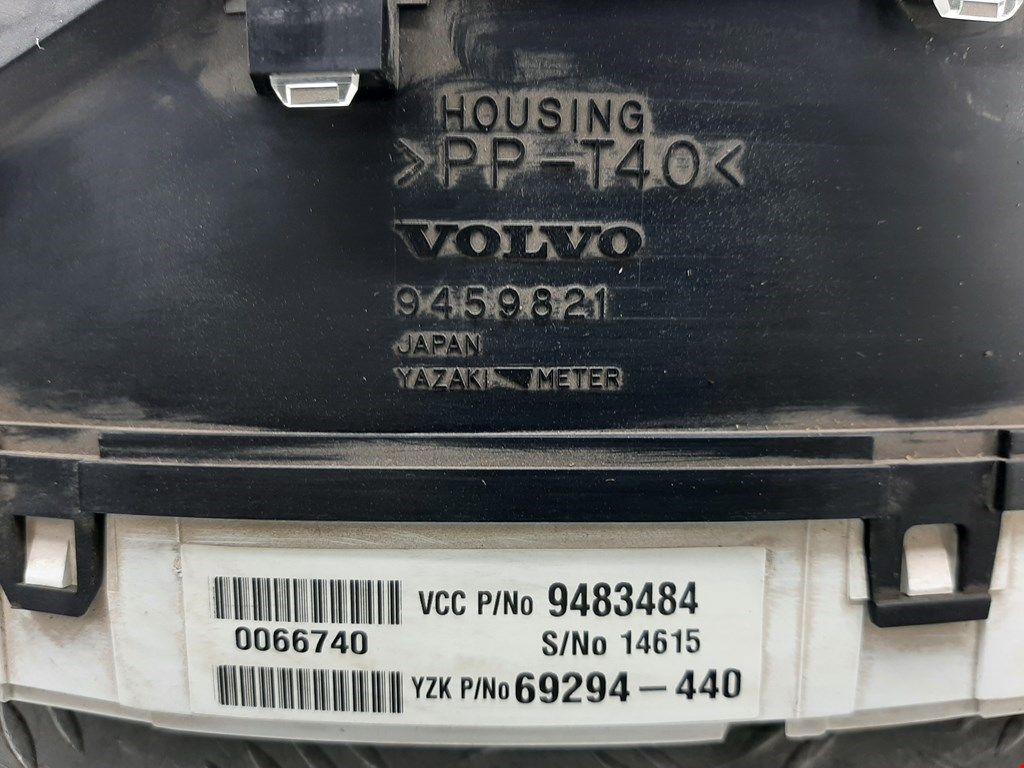 HOUSING
>PP-T40<
VOLVO
9459821
JAPAN
YAZAKI METER
VCC P/No 9483484
0066740 S/No 14615
YZK P/No 69294-440